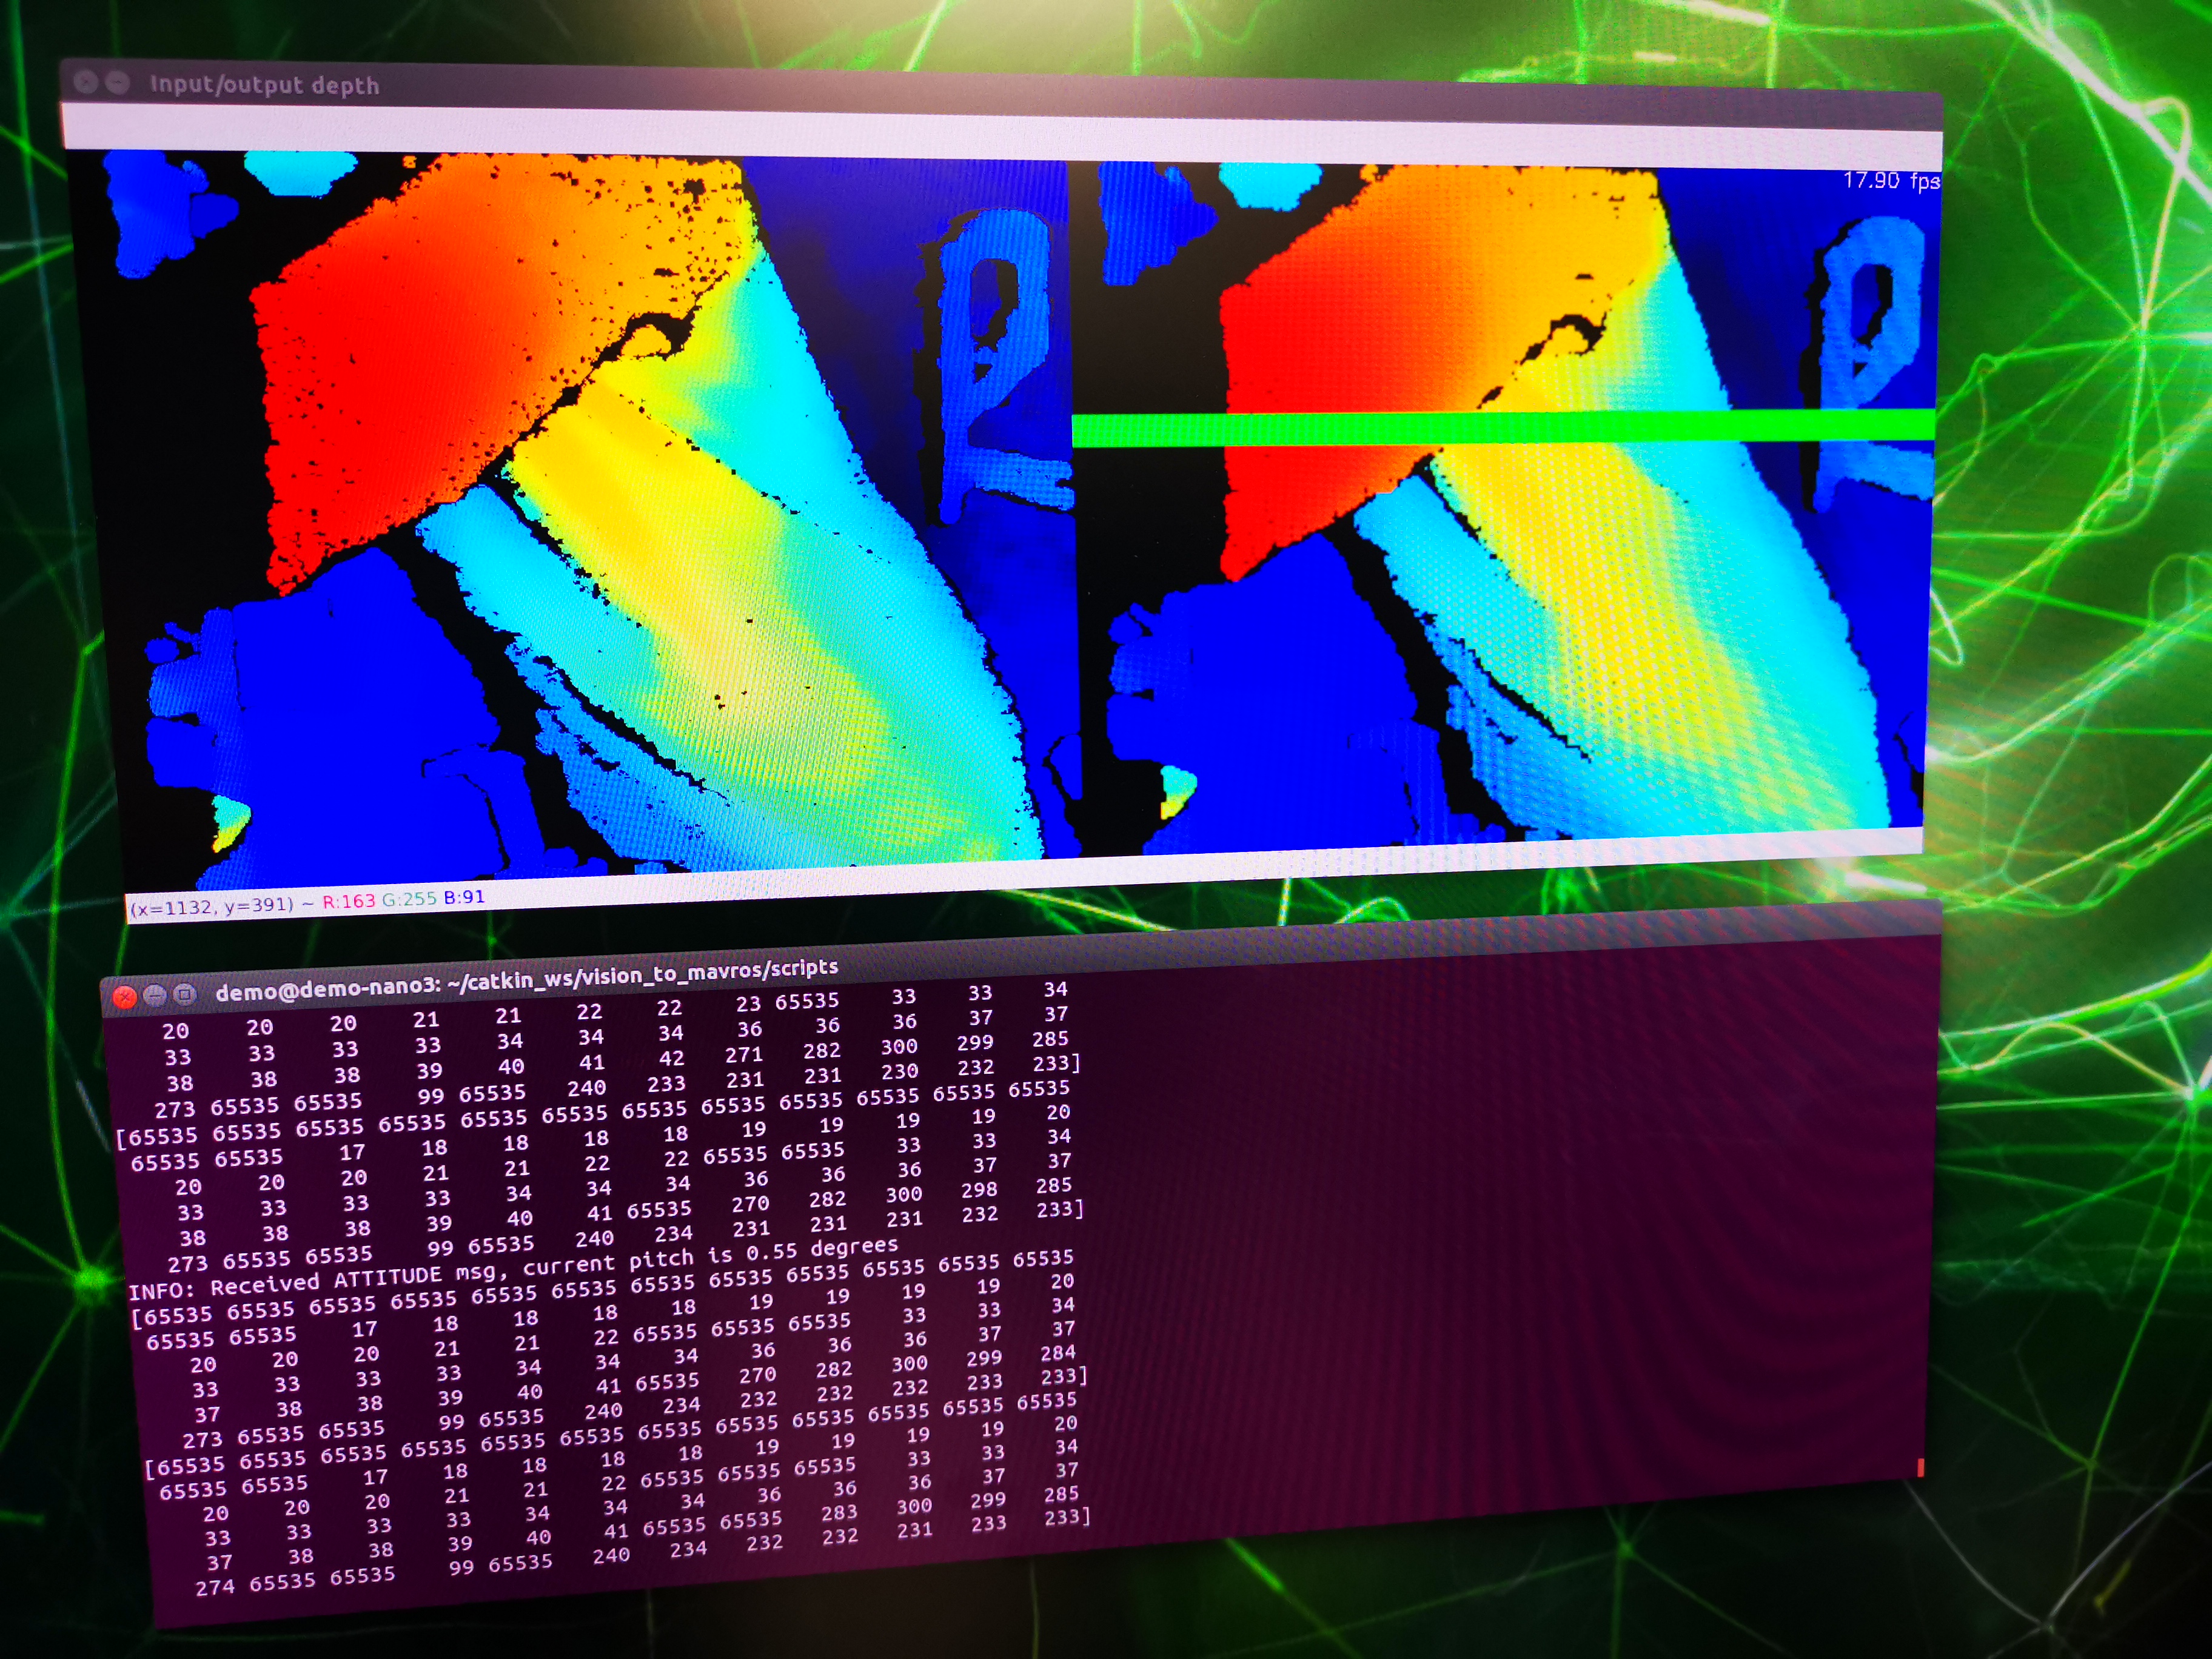 Input/output depth
17.90 fps
(x=1132, y=391) ~ R:163 G:255 B:91
demo@demo-nano3: ~/catkin_ws/vision_to_mavros/scripts
20 20 20 21 21 22 22 23 65535 33 33 34
33 33 33 33 34 34 34 36 36 36 37 37
38 38 38 39 40 41 42 271 282 300 299 285
273 65535 65535 99 65535 240 233 231 231 230 232 233]
[65535 65535 65535 65535 65535 65535 65535 65535 65535 65535 65535 65535
65535 65535 17 18 18 18 18 19 19 19 19 20
20 20 20 21 21 22 22 65535 65535 33 33 34
33 33 33 33 34 34 34 36 36 36 37 37
38 38 38 39 40 41 65535 270 282 300 298 285
273 65535 65535 99 65535 240 234 231 231 231 232 233]
INFO: Received ATTITUDE msg, current pitch is 0.55 degrees
[65535 65535 65535 65535 65535 65535 65535 65535 65535 65535 65535 65535
65535 65535 17 18 18 18 18 19 19 19 19 20
20 20 20 21 21 22 65535 65535 65535 33 33 34
33 33 33 33 34 34 34 36 36 36 37 37
37 38 38 39 40 41 65535 270 282 300 299 284
273 65535 65535 99 65535 240 234 232 232 232 233 233]
[65535 65535 65535 65535 65535 65535 65535 65535 65535 65535 65535 65535
65535 65535 17 18 18 18 18 19 19 19 19 20
20 20 20 21 21 22 65535 65535 65535 33 33 34
33 33 33 33 34 34 34 36 36 36 37 37
37 38 38 39 40 41 65535 65535 283 300 299 285
274 65535 65535 99 65535 240 234 232 232 231 233 233]